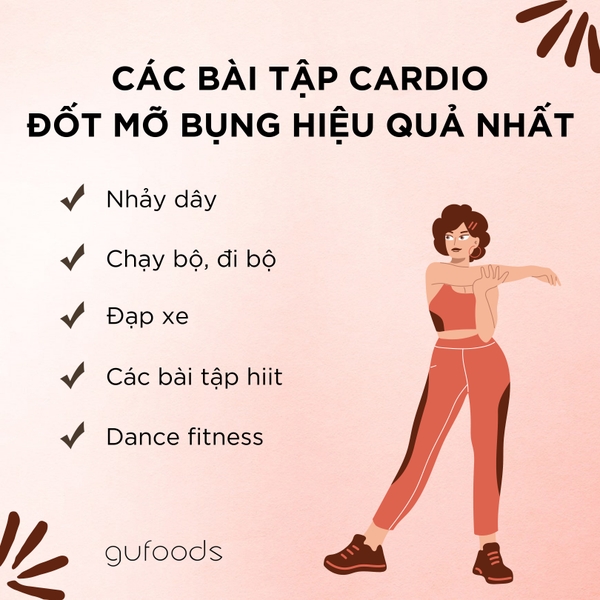 CÁC BÀI TẬP CARDIO
ĐỐT MỠ BỤNG HIỆU QUẢ NHẤT
Nhảy dây
Chạy bộ, đi bộ
Đạp xe
Các bài tập hiit
Dance fitness
gufoods